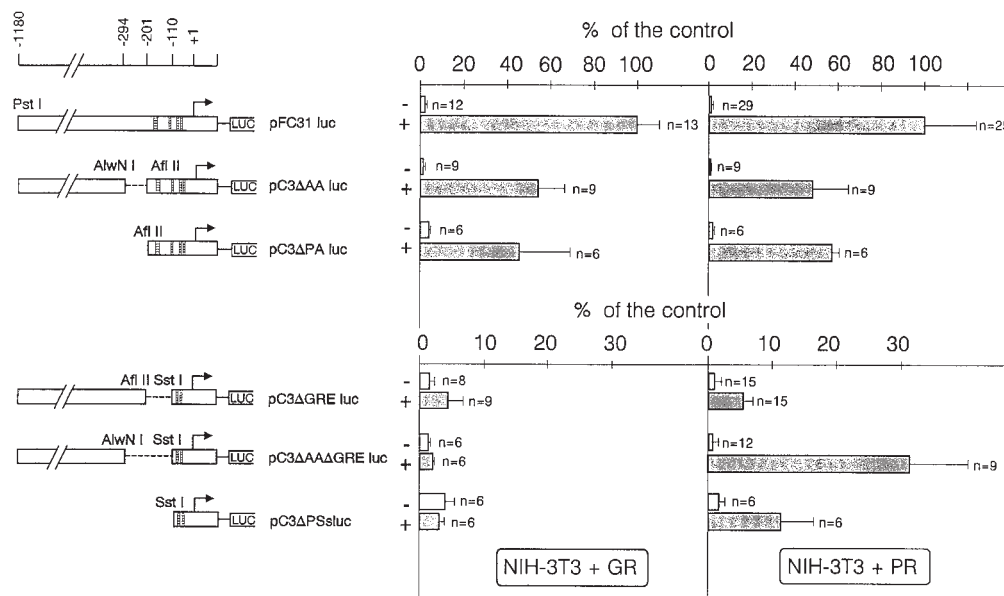 -1180 -294 -201 -110 +1
% of the control
0 20 40 60 80 100 0 20 40 60 80 100
Pst I
LUC pFC31 luc - n=12 n=29
+ n=13
AlwN I Afl II
LUC pC3ΔAA luc - n=9 n=9
+ n=9 n=9
Afl II
LUC pC3ΔPA luc - n=6 n=6
+ n=6 n=6
% of the control
0 10 20 30 0 10 20 30
Afl II Sst I
LUC pC3ΔGRE luc - n=8 n=15
+ n=9 n=15
AlwN I Sst I
LUC pC3ΔAAΔGRE luc - n=6 n=12
+ n=6 n=9
Sst I
LUC pC3ΔPSsluc - n=6 n=6
+ n=6 n=6
NIH-3T3 + GR NIH-3T3 + PR